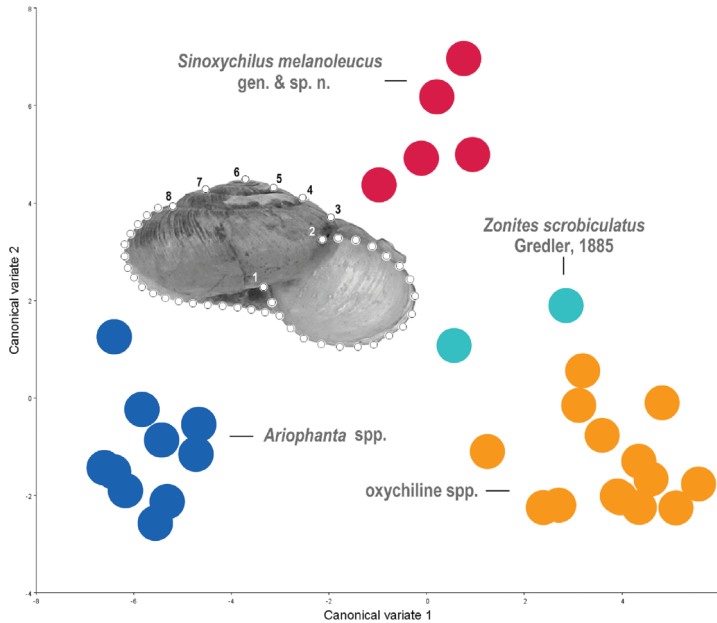 8
Sinoxychilus melanoleucus
gen. & sp. n.
6
7
6
5
8
4
4
3
2
Zonites scrobiculatus
Gredler, 1885
1
2
0
Ariophanta spp.
oxychiline spp.
-2
-4
-8
-6
-4
-2
0
2
4
Canonical variate 1
Canonical variate 2